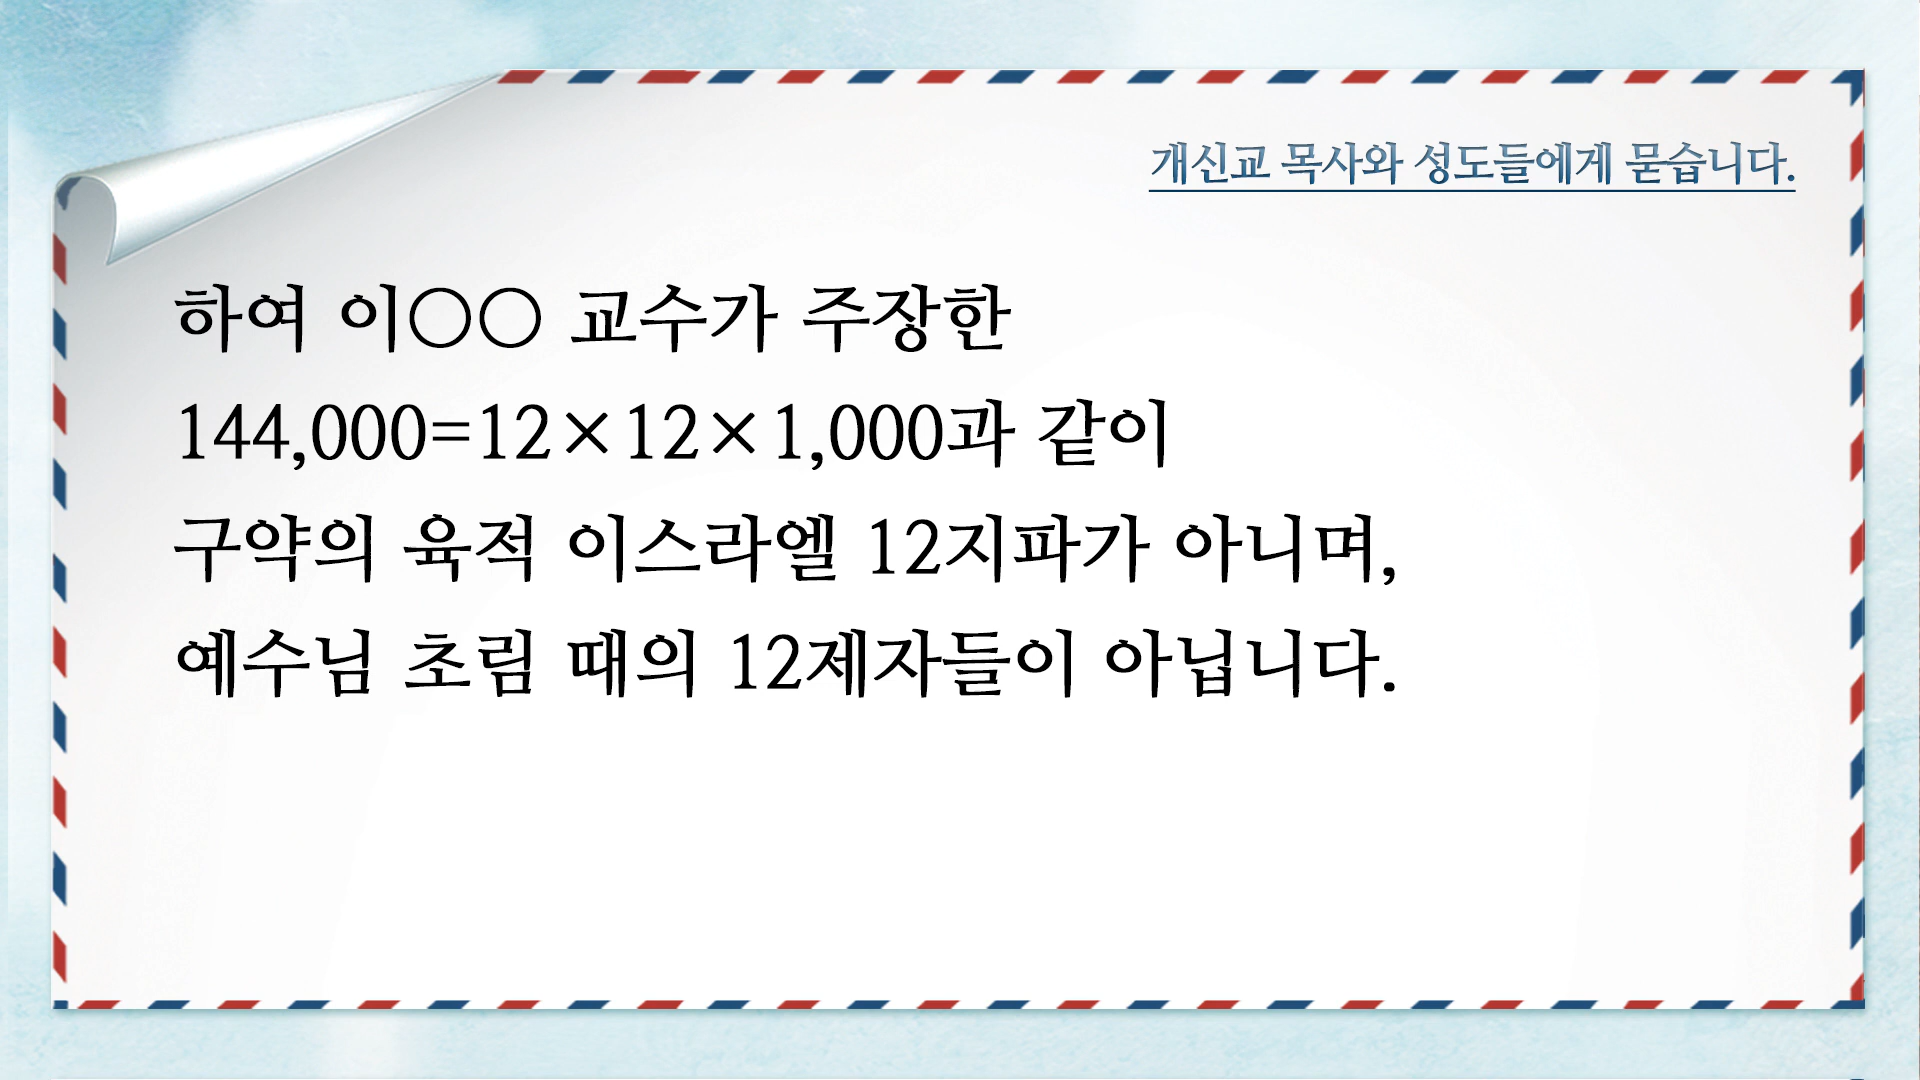 개신교 목사와 성도들에게 묻습니다.
하여 이○○ 교수가 주장한
144,000=12×12×1,000과 같이
구약의 육적 이스라엘 12지파가 아니며,
예수님 초림 때의 12제자들이 아닙니다.